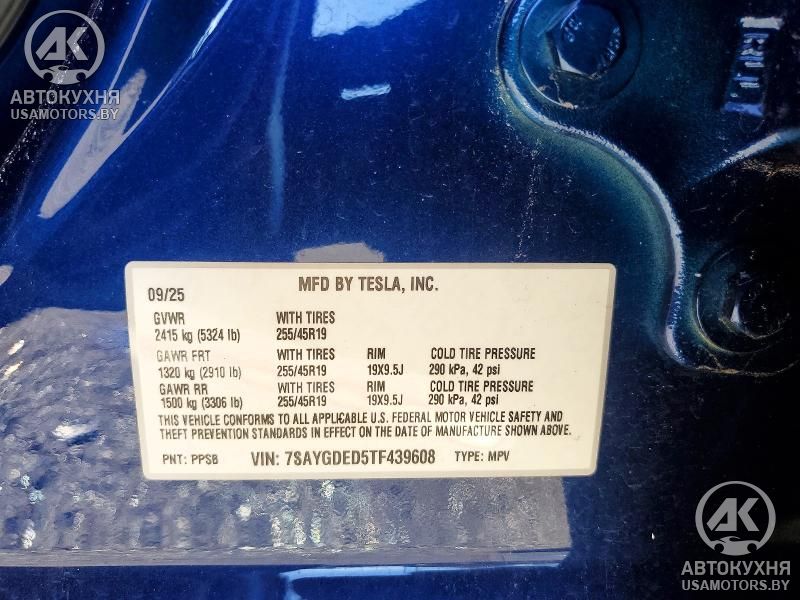 АК
АВТОКУХНЯ
USAMOTORS.BY
MFD BY TESLA, INC.
09/25
GVWR WITH TIRES
2415 kg (5324 lb) 255/45R19
GAWR FRT WITH TIRES RIM COLD TIRE PRESSURE
1320 kg (2910 lb) 255/45R19 19X9.5J 290 kPa, 42 psi
GAWR RR WITH TIRES RIM COLD TIRE PRESSURE
1500 kg (3306 lb) 255/45R19 19X9.5J 290 kPa, 42 psi
THIS VEHICLE CONFORMS TO ALL APPLICABLE U.S. FEDERAL MOTOR VEHICLE SAFETY AND
THEFT PREVENTION STANDARDS IN EFFECT ON THE DATE OF MANUFACTURE SHOWN ABOVE.
PNT: PPSB VIN: 7SAYGDED5TF439608 TYPE: MPV
АК
АВТОКУХНЯ
USAMOTORS.BY